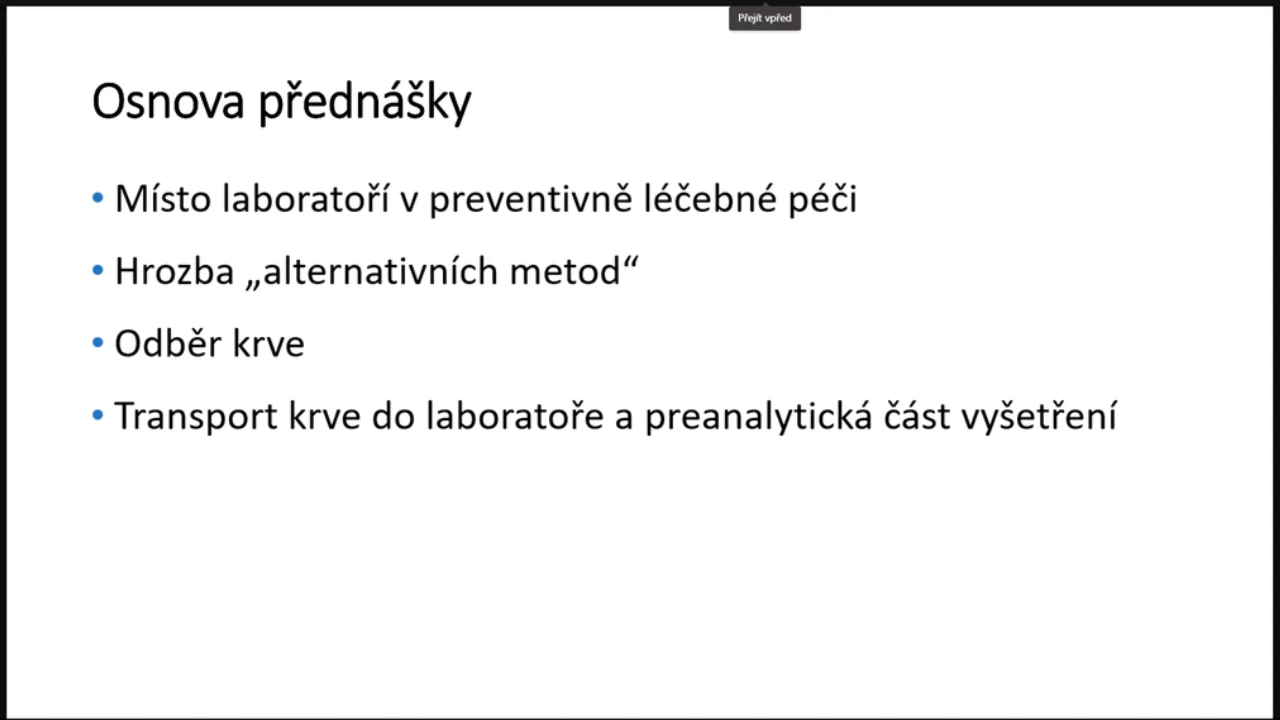 Přejít vpřed
Osnova přednášky
• Místo laboratoří v preventivně léčebné péči
• Hrozba „alternativních metod“
• Odběr krve
• Transport krve do laboratoře a preanalytická část vyšetření